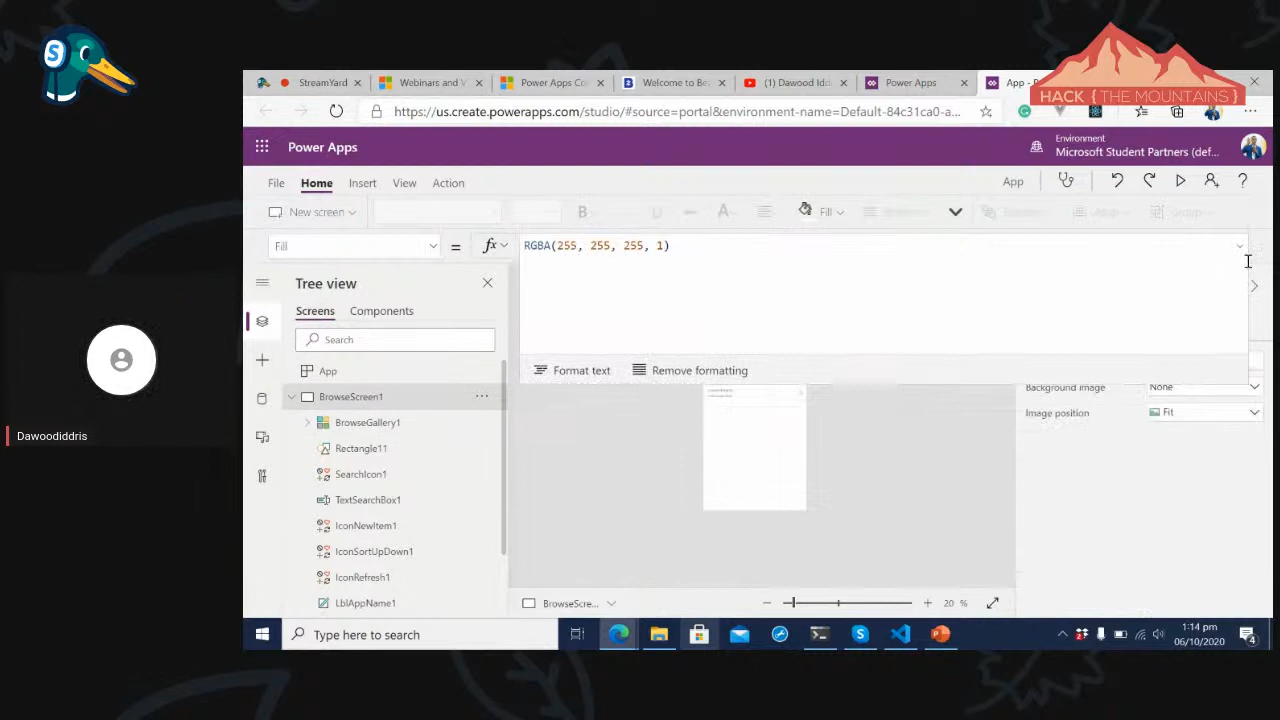 S
HACK {THE MOUNTAINS}
StreamYard
Webinars and V
Power Apps Co
Welcome to Be
(1) Dawood Idd
Power Apps
App - P
https://us.create.powerapps.com/studio/#source=portal&environment-name=Default-84c31ca0-a...
Power Apps
Environment
Microsoft Student Partners (def...
File
Home
Insert
View
Action
App
New screen
B
U
A
Fill
Fill
=
fx
RGBA(255, 255, 255, 1)
Tree view
Screens
Components
Search
Format text
Remove formatting
App
BrowseScreen1
Background image
None
Image position
Fit
BrowseGallery1
Rectangle11
SearchIcon1
TextSearchBox1
IconNewItem1
IconSortUpDown1
IconRefresh1
LblAppName1
Dawoodiddris
BrowseScre...
20 %
Type here to search
1:14 pm
06/10/2020
4